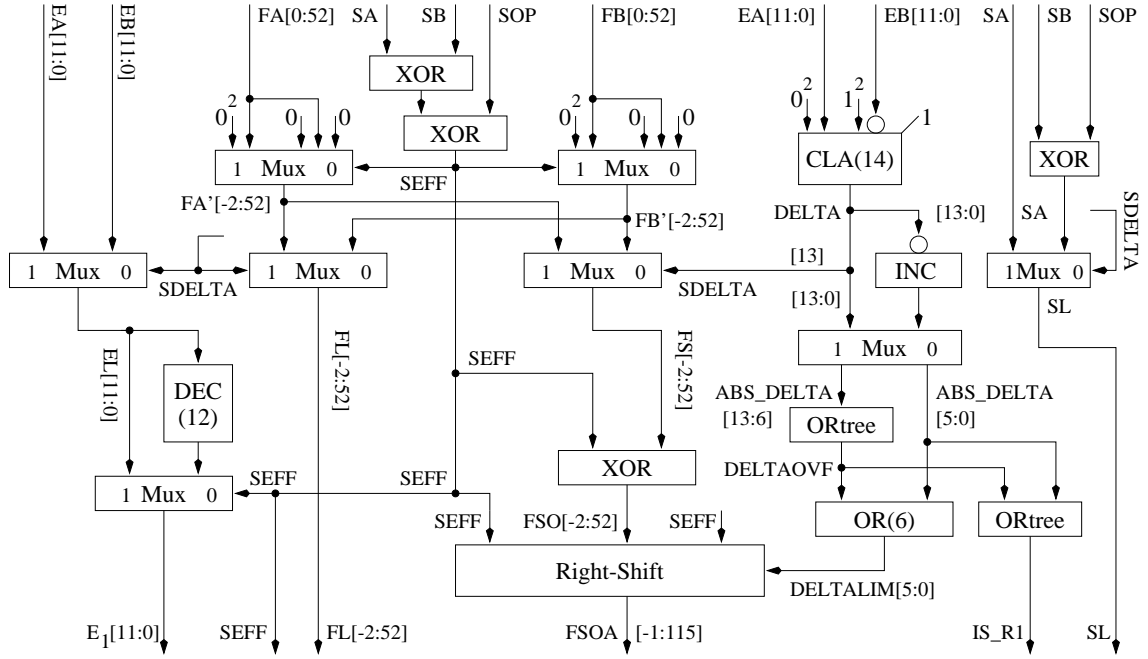 EA[11:0]
EB[11:0]
FA[0:52]
SA
SB
SOP
FB[0:52]
EA[11:0]
EB[11:0]
SA
SB
SOP
XOR
0 2
0
0
XOR
0 2
0
0
0 2
1 2
1
1 Mux 0
SEFF
1 Mux 0
CLA(14)
XOR
FA'[-2:52]
FB'[-2:52]
DELTA
[13:0]
SA
SDELTA
1 Mux 0
SDELTA
1 Mux 0
1 Mux 0
SDELTA
[13]
INC
1Mux 0
[13:0]
SL
EL[11:0]
DEC
(12)
FL[-2:52]
SEFF
FS[-2:52]
1 Mux 0
ABS_DELTA
[13:6]
ORtree
ABS_DELTA
[5:0]
XOR
DELTAOVF
1 Mux 0
SEFF
SEFF
SEFF
FSO[-2:52]
SEFF
OR(6)
ORtree
Right-Shift
DELTALIM[5:0]
E1[11:0]
SEFF
FL[-2:52]
FSOA
[-1:115]
IS_R1
SL